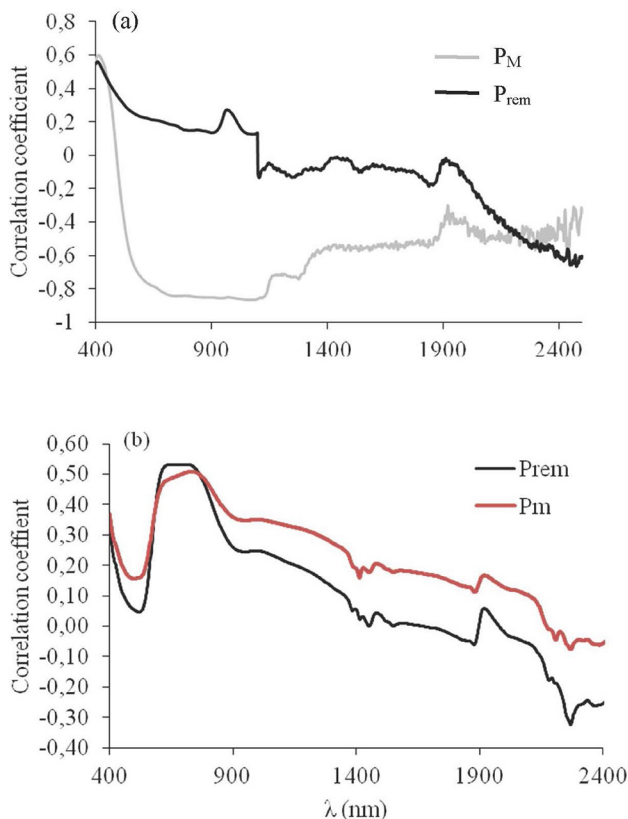 (a)
P_M
P_rem
Correlation coefficient
0,8
0,6
0,4
0,2
0
-0,2
-0,4
-0,6
-0,8
-1
400 900 1400 1900 2400
(b)
Prem
Pm
Correlation coeffient
0,60
0,50
0,40
0,30
0,20
0,10
0,00
-0,10
-0,20
-0,30
-0,40
400 900 1400 1900 2400
λ (nm)